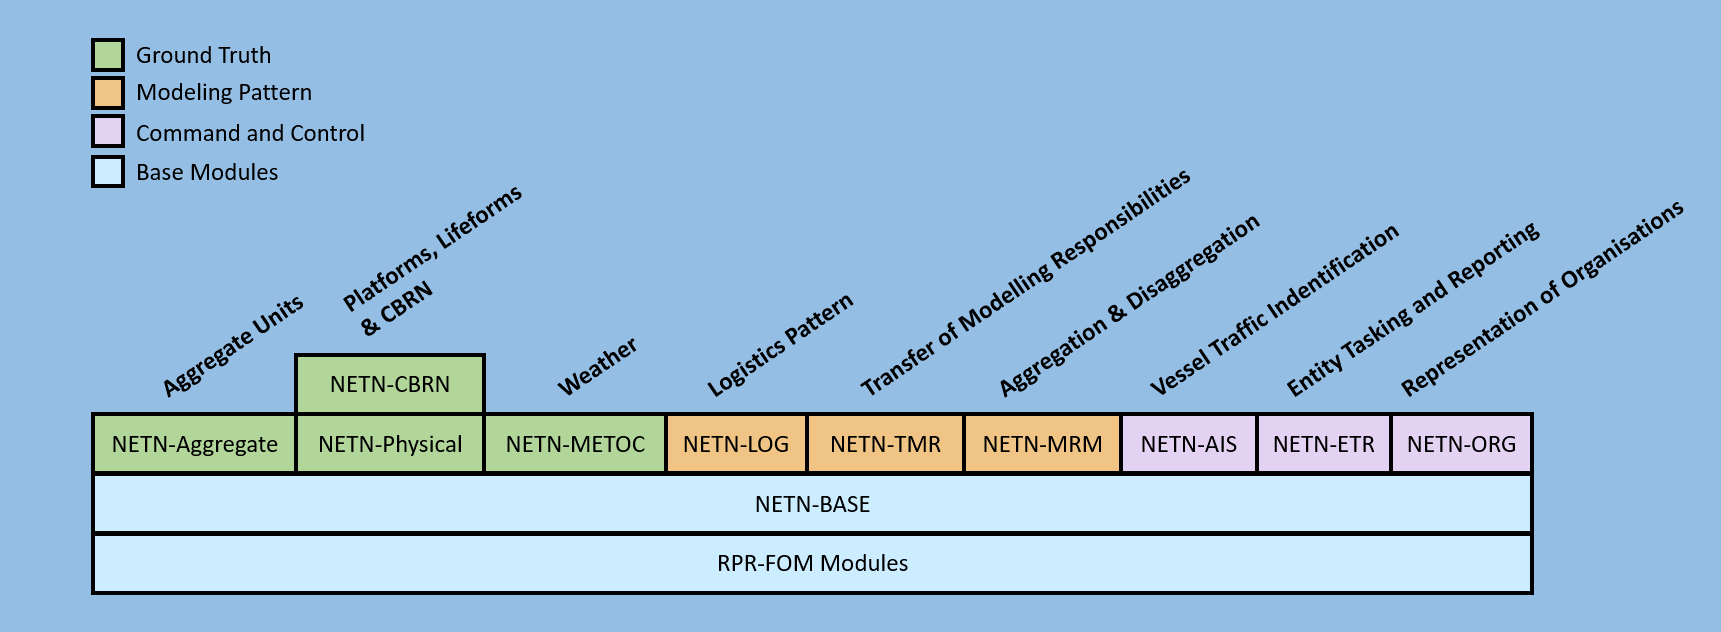 Ground Truth
Modeling Pattern
Command and Control
Base Modules
Aggregate Units
Platforms, Lifeforms
& CBRN
Weather
Logistics Pattern
Transfer of Modelling Responsibilities
Aggregation & Disaggregation
Vessel Traffic Indentification
Entity Tasking and Reporting
Representation of Organisations
NETN-CBRN
NETN-Aggregate
NETN-Physical
NETN-METOC
NETN-LOG
NETN-TMR
NETN-MRM
NETN-AIS
NETN-ETR
NETN-ORG
NETN-BASE
RPR-FOM Modules